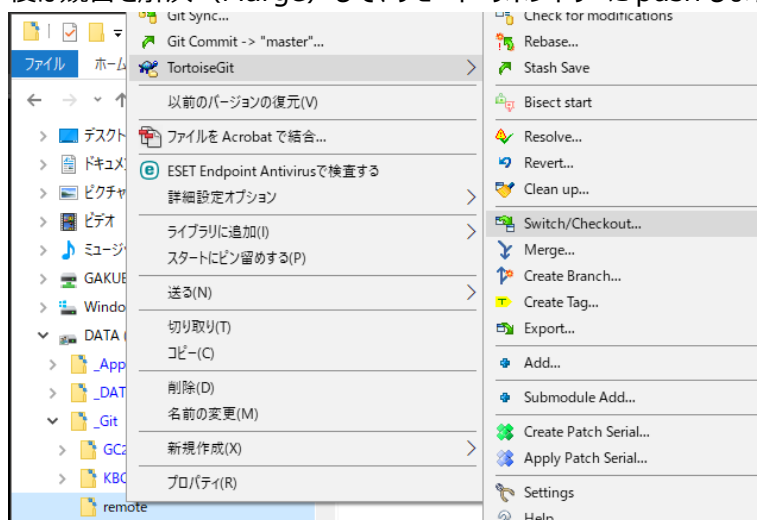 Git Sync...
Git Commit -> "master"...
TortoiseGit
以前のバージョンの復元(V)
ファイルを Acrobat で結合...
ESET Endpoint Antivirusで検査する
詳細設定オプション
ライブラリに追加(I)
スタートにピン留めする(P)
送る(N)
切り取り(T)
コピー(C)
削除(D)
名前の変更(M)
新規作成(X)
プロパティ(R)
Check for modifications
Rebase...
Stash Save
Bisect start
Resolve...
Revert...
Clean up...
Switch/Checkout...
Merge...
Create Branch...
Create Tag...
Export...
Add...
Submodule Add...
Create Patch Serial...
Apply Patch Serial...
Settings
Help
ファイル ホーム
デスクト
ドキュメ
ピクチャ
ビデオ
ミュージ
GAKUE
Windo
DATA (
_App
_DAT
_Git
GC2
KBC
remote